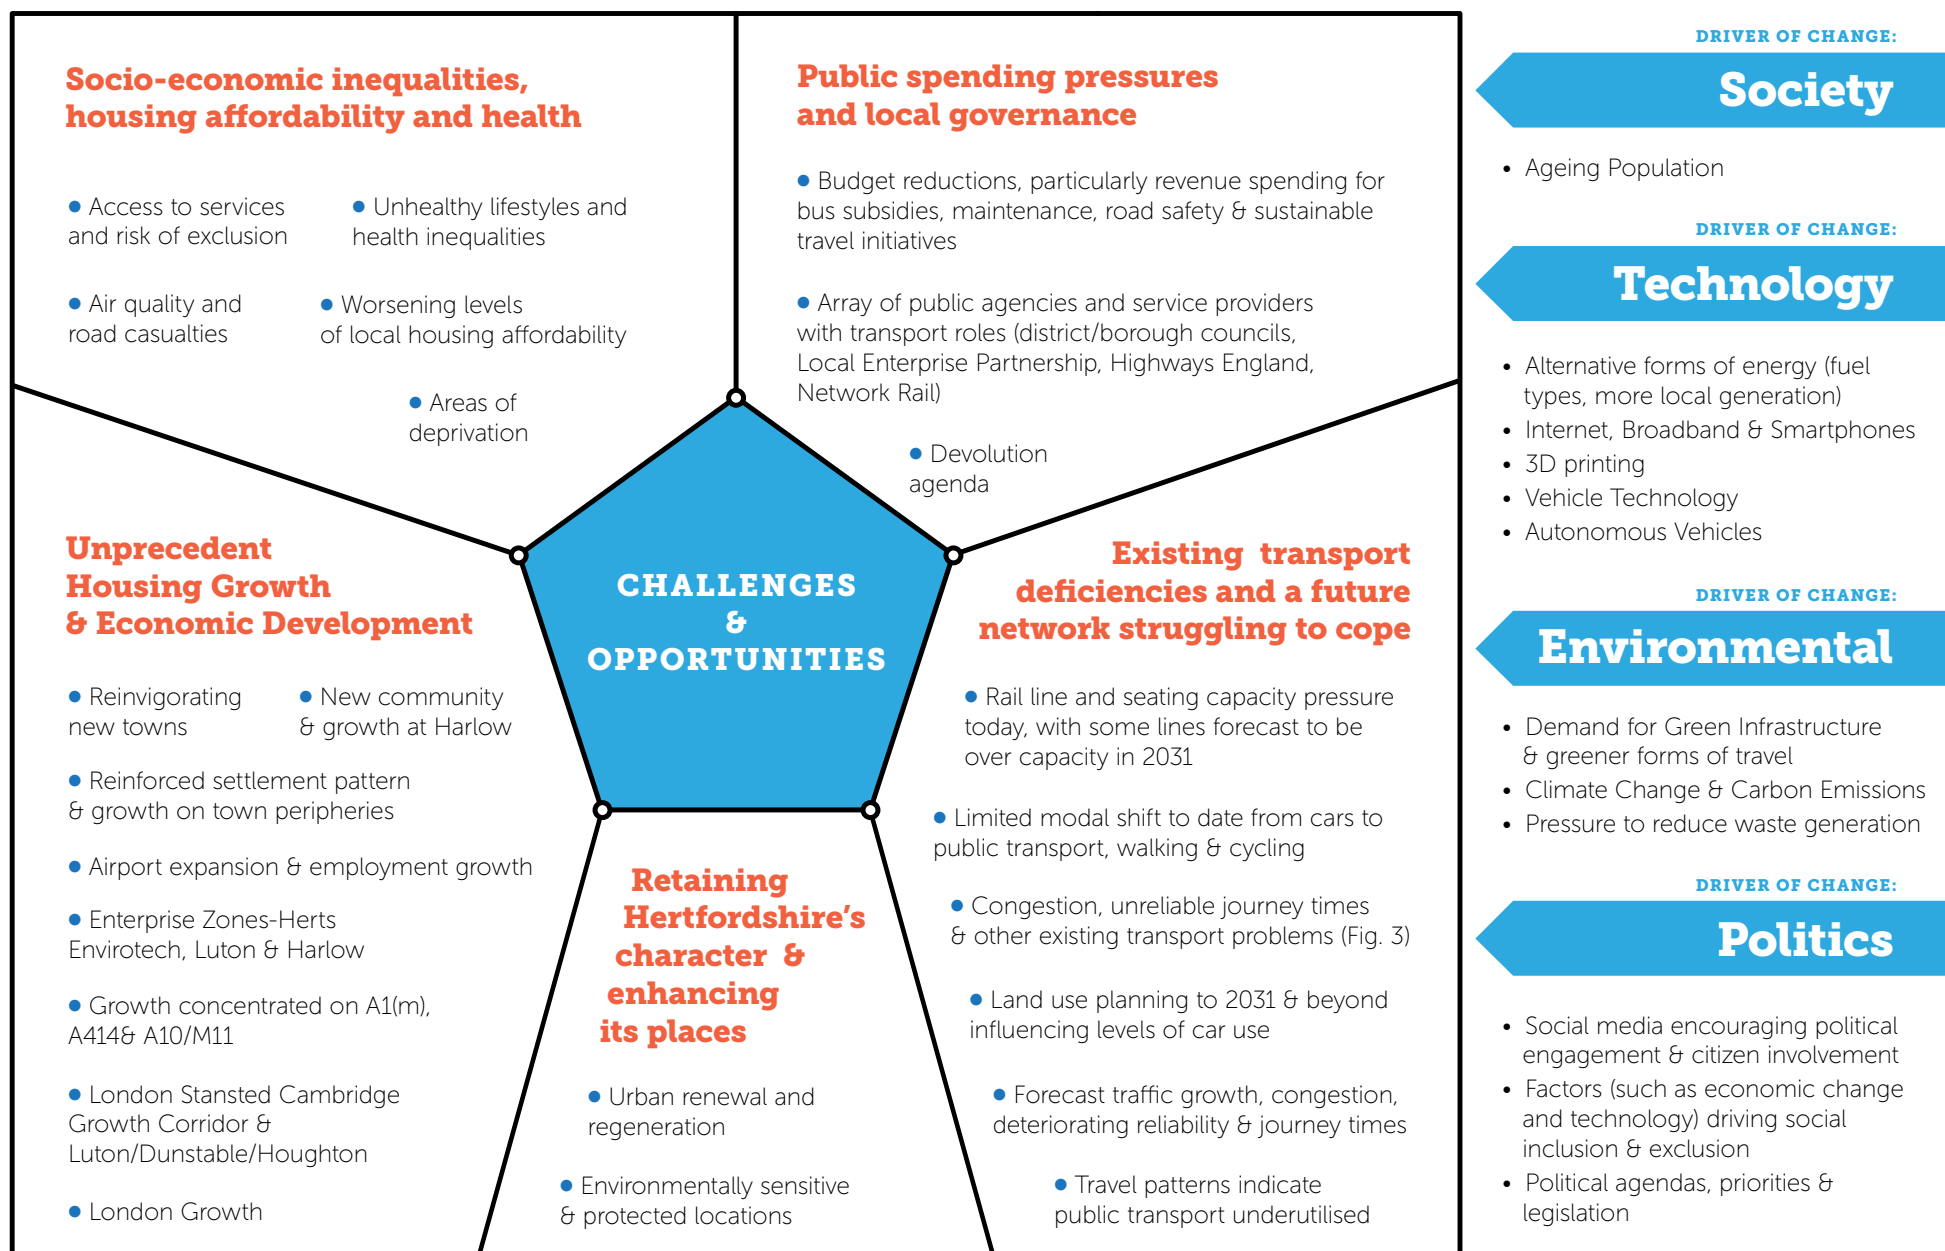 Socio-economic inequalities,
housing affordability and health
● Access to services
and risk of exclusion
● Unhealthy lifestyles and
health inequalities
● Air quality and
road casualties
● Worsening levels
of local housing affordability
● Areas of
deprivation
Public spending pressures
and local governance
● Budget reductions, particularly revenue spending for
bus subsidies, maintenance, road safety & sustainable
travel initiatives
● Array of public agencies and service providers
with transport roles (district/borough councils,
Local Enterprise Partnership, Highways England,
Network Rail)
● Devolution
agenda
Unprecedent
Housing Growth
& Economic Development
● Reinvigorating
new towns
● New community
& growth at Harlow
● Reinforced settlement pattern
& growth on town peripheries
● Airport expansion & employment growth
● Enterprise Zones-Herts
Envirotech, Luton & Harlow
● Growth concentrated on A1(m),
A414& A10/M11
● London Stansted Cambridge
Growth Corridor &
Luton/Dunstable/Houghton
● London Growth
CHALLENGES
&
OPPORTUNITIES
Retaining
Hertfordshire's
character &
enhancing
its places
● Urban renewal and
regeneration
● Environmentally sensitive
& protected locations
Existing transport
deficiencies and a future
network struggling to cope
● Rail line and seating capacity pressure
today, with some lines forecast to be
over capacity in 2031
● Limited modal shift to date from cars to
public transport, walking & cycling
● Congestion, unreliable journey times
& other existing transport problems (Fig. 3)
● Land use planning to 2031 & beyond
influencing levels of car use
● Forecast traffic growth, congestion,
deteriorating reliability & journey times
● Travel patterns indicate
public transport underutilised
DRIVER OF CHANGE:
Society
• Ageing Population
DRIVER OF CHANGE:
Technology
• Alternative forms of energy (fuel
types, more local generation)
• Internet, Broadband & Smartphones
• 3D printing
• Vehicle Technology
• Autonomous Vehicles
DRIVER OF CHANGE:
Environmental
• Demand for Green Infrastructure
& greener forms of travel
• Climate Change & Carbon Emissions
• Pressure to reduce waste generation
DRIVER OF CHANGE:
Politics
• Social media encouraging political
engagement & citizen involvement
• Factors (such as economic change
and technology) driving social
inclusion & exclusion
• Political agendas, priorities &
legislation